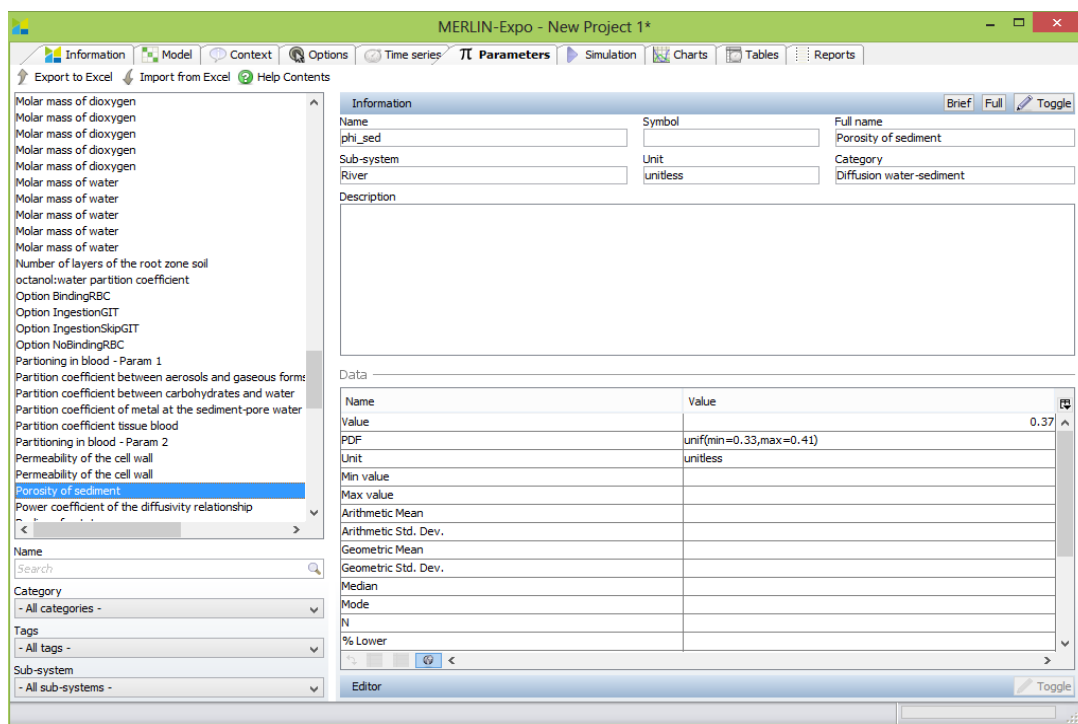 MERLIN-Expo - New Project 1*
Information Model Context Options Time series π Parameters Simulation Charts Tables Reports
Export to Excel Import from Excel Help Contents
Molar mass of dioxygen
Molar mass of dioxygen
Molar mass of dioxygen
Molar mass of dioxygen
Molar mass of dioxygen
Molar mass of water
Molar mass of water
Molar mass of water
Molar mass of water
Molar mass of water
Number of layers of the root zone soil
octanol:water partition coefficient
Option BindingRBC
Option IngestionGIT
Option IngestionSkipGIT
Option NoBindingRBC
Partioning in blood - Param 1
Partition coefficient between aerosols and gaseous forms
Partition coefficient between carbohydrates and water
Partition coefficient of metal at the sediment-pore water
Partition coefficient tissue blood
Partitioning in blood - Param 2
Permeability of the cell wall
Permeability of the cell wall
Porosity of sediment
Power coefficient of the diffusivity relationship
Name
Search
Category
- All categories -
Tags
- All tags -
Sub-system
- All sub-systems -
Information Brief Full Toggle
Name Symbol Full name
phi_sed Porosity of sediment
Sub-system Unit Category
River unitless Diffusion water-sediment
Description
Data
Name Value
Value 0.37
PDF unif(min=0.33,max=0.41)
Unit unitless
Min value
Max value
Arithmetic Mean
Arithmetic Std. Dev.
Geometric Mean
Geometric Std. Dev.
Median
Mode
N
% Lower
Editor Toggle